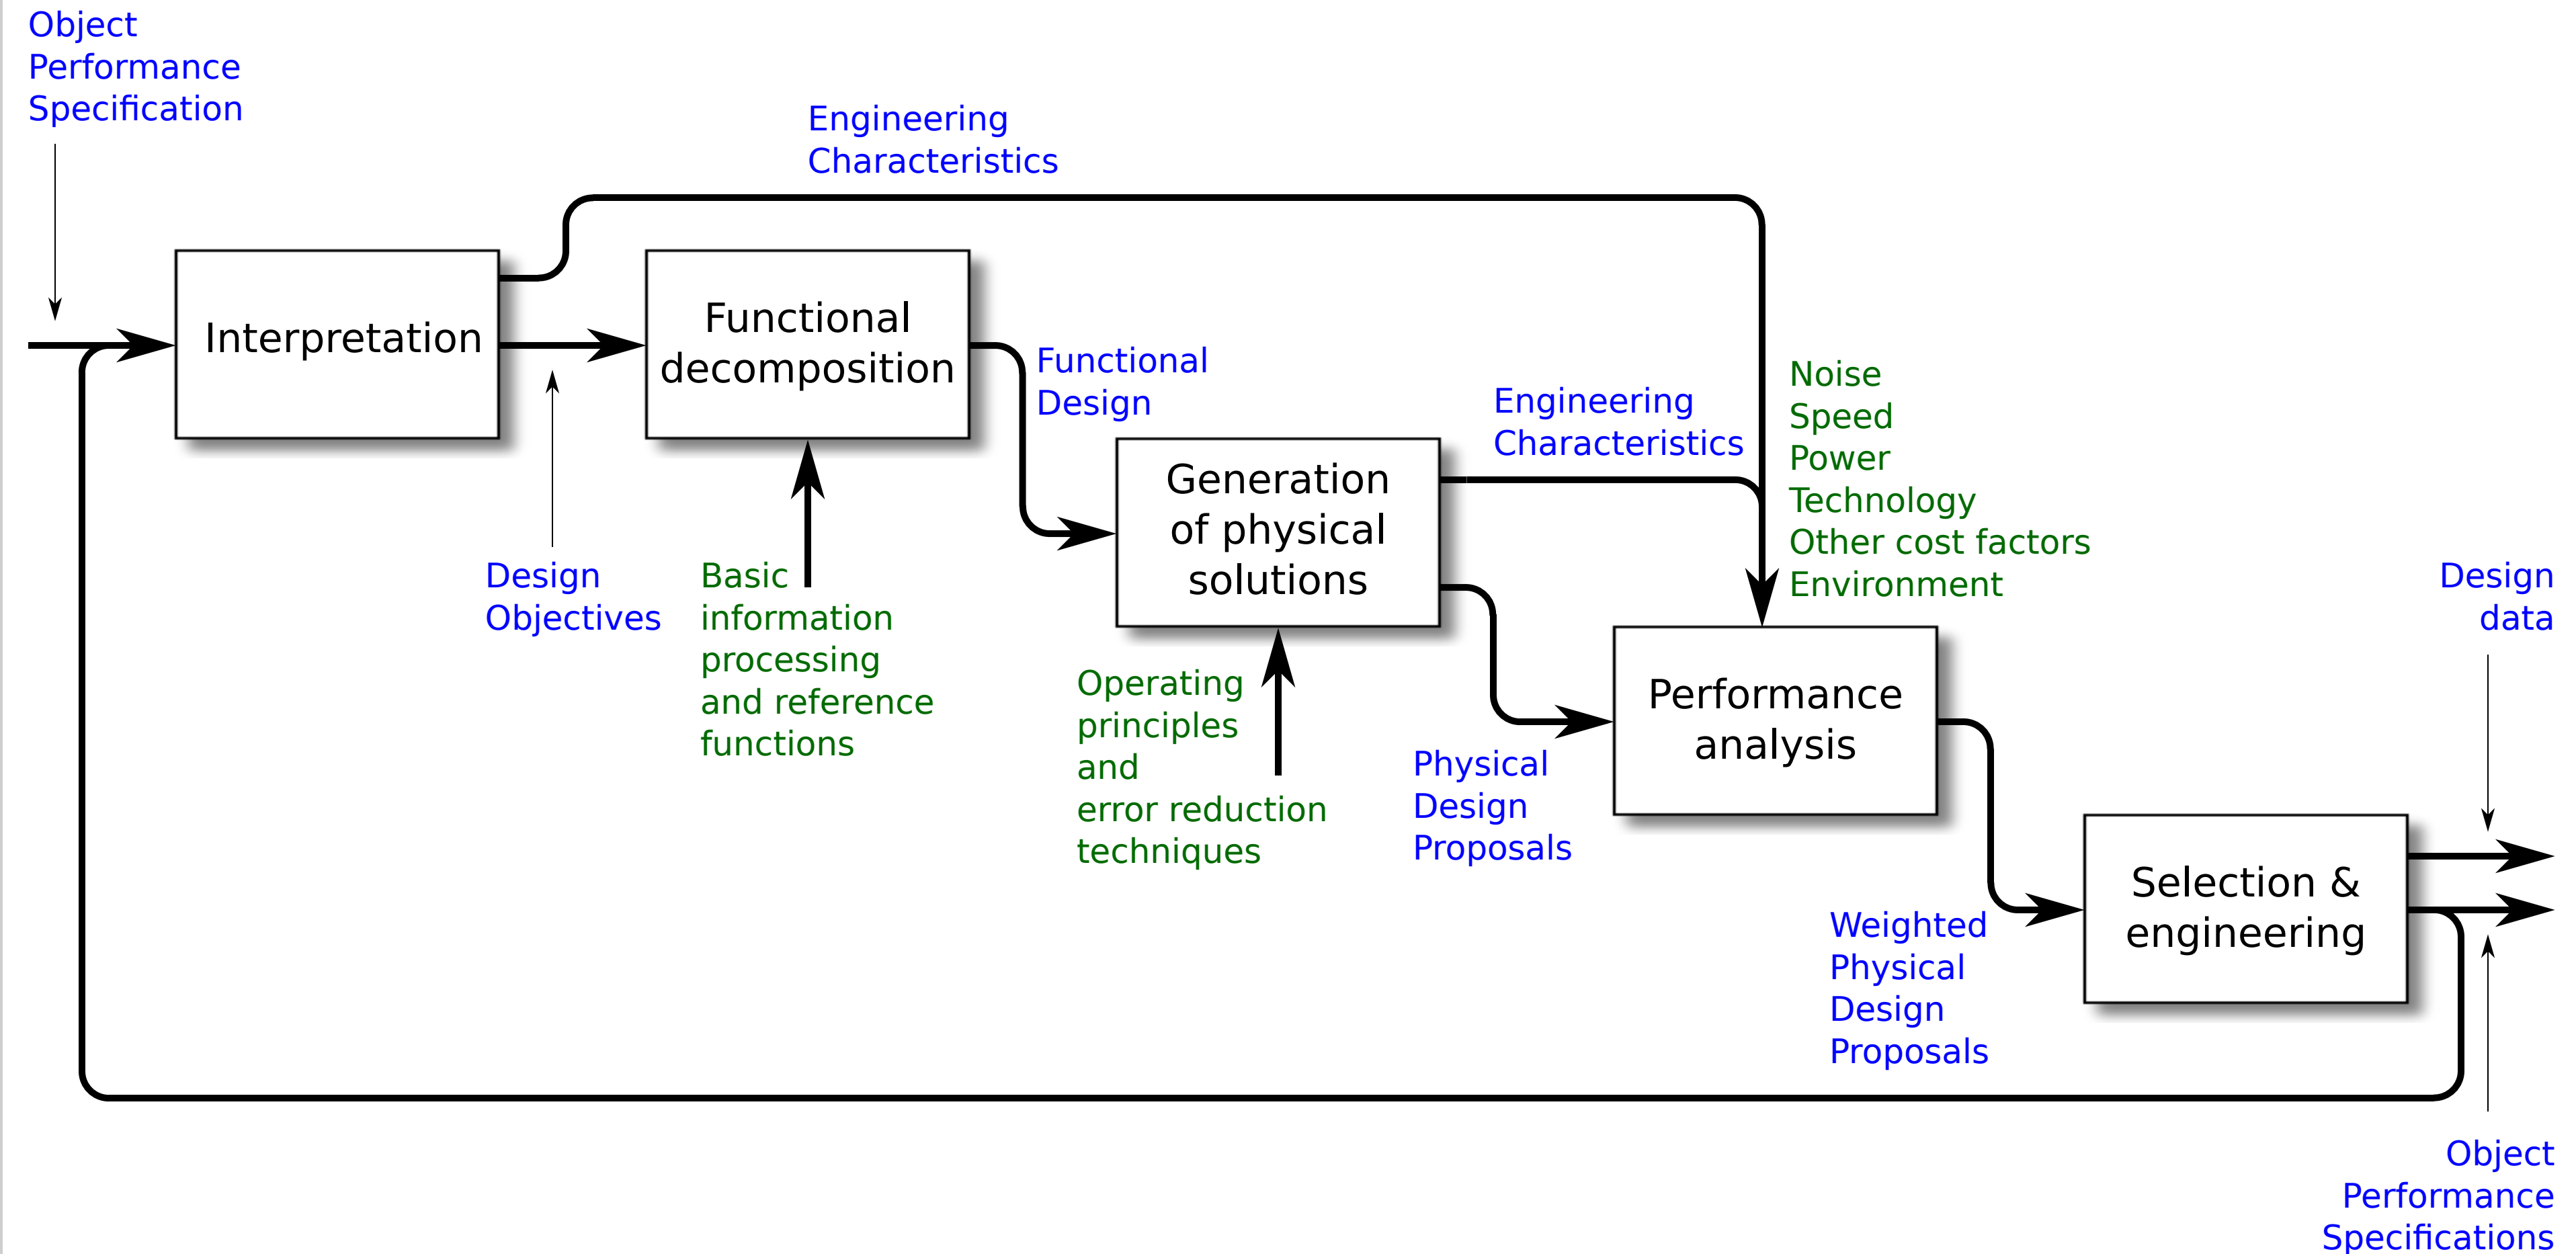 Object
Performance
Specification
Engineering
Characteristics
Interpretation
Functional
decomposition
Functional
Design
Engineering
Characteristics
Noise
Speed
Power
Technology
Other cost factors
Environment
Generation
of physical
solutions
Design
Objectives
Basic
information
processing
and reference
functions
Operating
principles
and
error reduction
techniques
Physical
Design
Proposals
Performance
analysis
Design
data
Weighted
Physical
Design
Proposals
Selection &
engineering
Object
Performance
Specifications